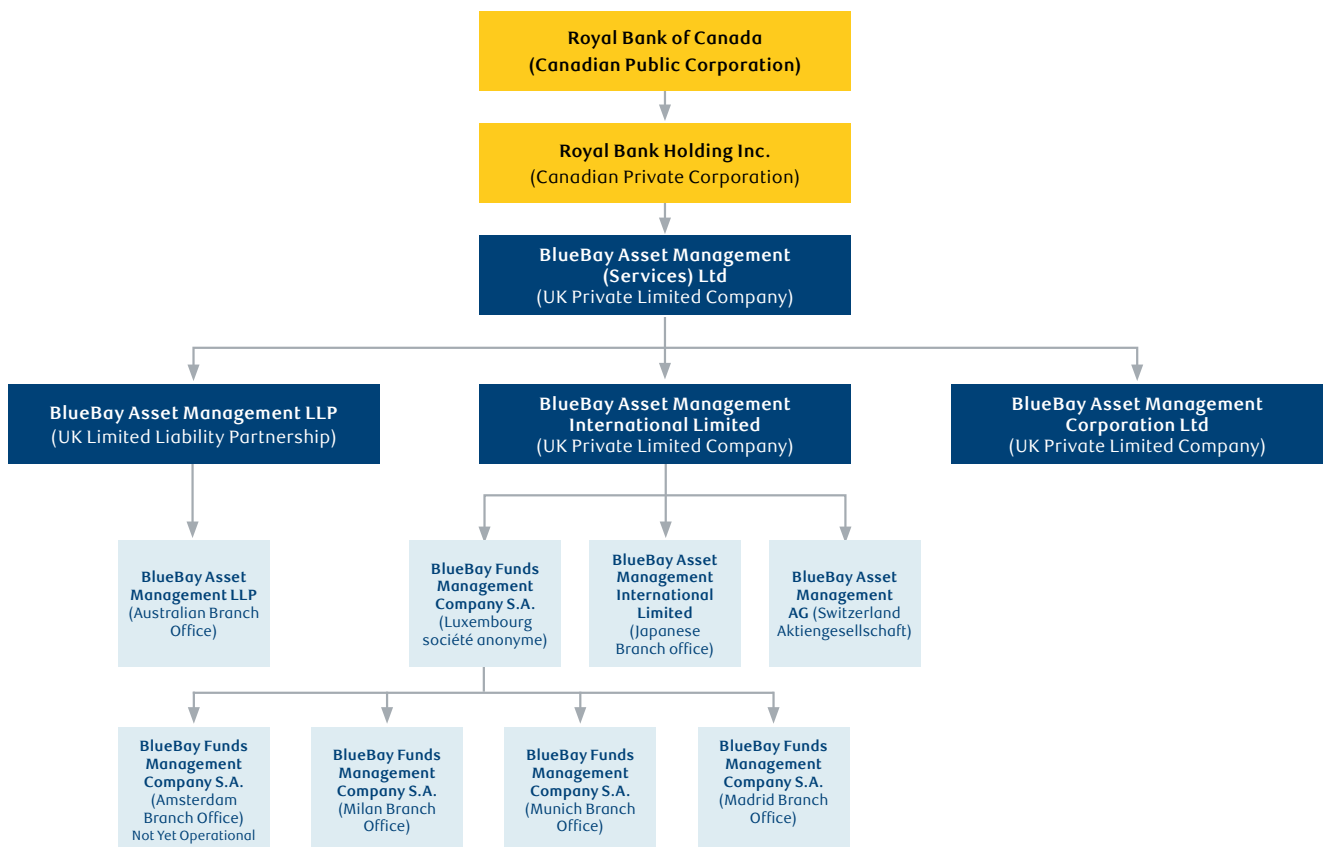 Royal Bank of Canada
(Canadian Public Corporation)
Royal Bank Holding Inc.
(Canadian Private Corporation)
BlueBay Asset Management
(Services) Ltd
(UK Private Limited Company)
BlueBay Asset Management LLP
(UK Limited Liability Partnership)
BlueBay Asset Management
International Limited
(UK Private Limited Company)
BlueBay Asset Management
Corporation Ltd
(UK Private Limited Company)
BlueBay Asset
Management LLP
(Australian Branch
Office)
BlueBay Funds
Management
Company S.A.
(Luxembourg
société anonyme)
BlueBay Asset
Management
International
Limited
(Japanese
Branch office)
BlueBay Asset
Management
AG (Switzerland
Aktiengesellschaft)
BlueBay Funds
Management
Company S.A.
(Amsterdam
Branch Office)
Not Yet Operational
BlueBay Funds
Management
Company S.A.
(Milan Branch
Office)
BlueBay Funds
Management
Company S.A.
(Munich Branch
Office)
BlueBay Funds
Management
Company S.A.
(Madrid Branch
Office)